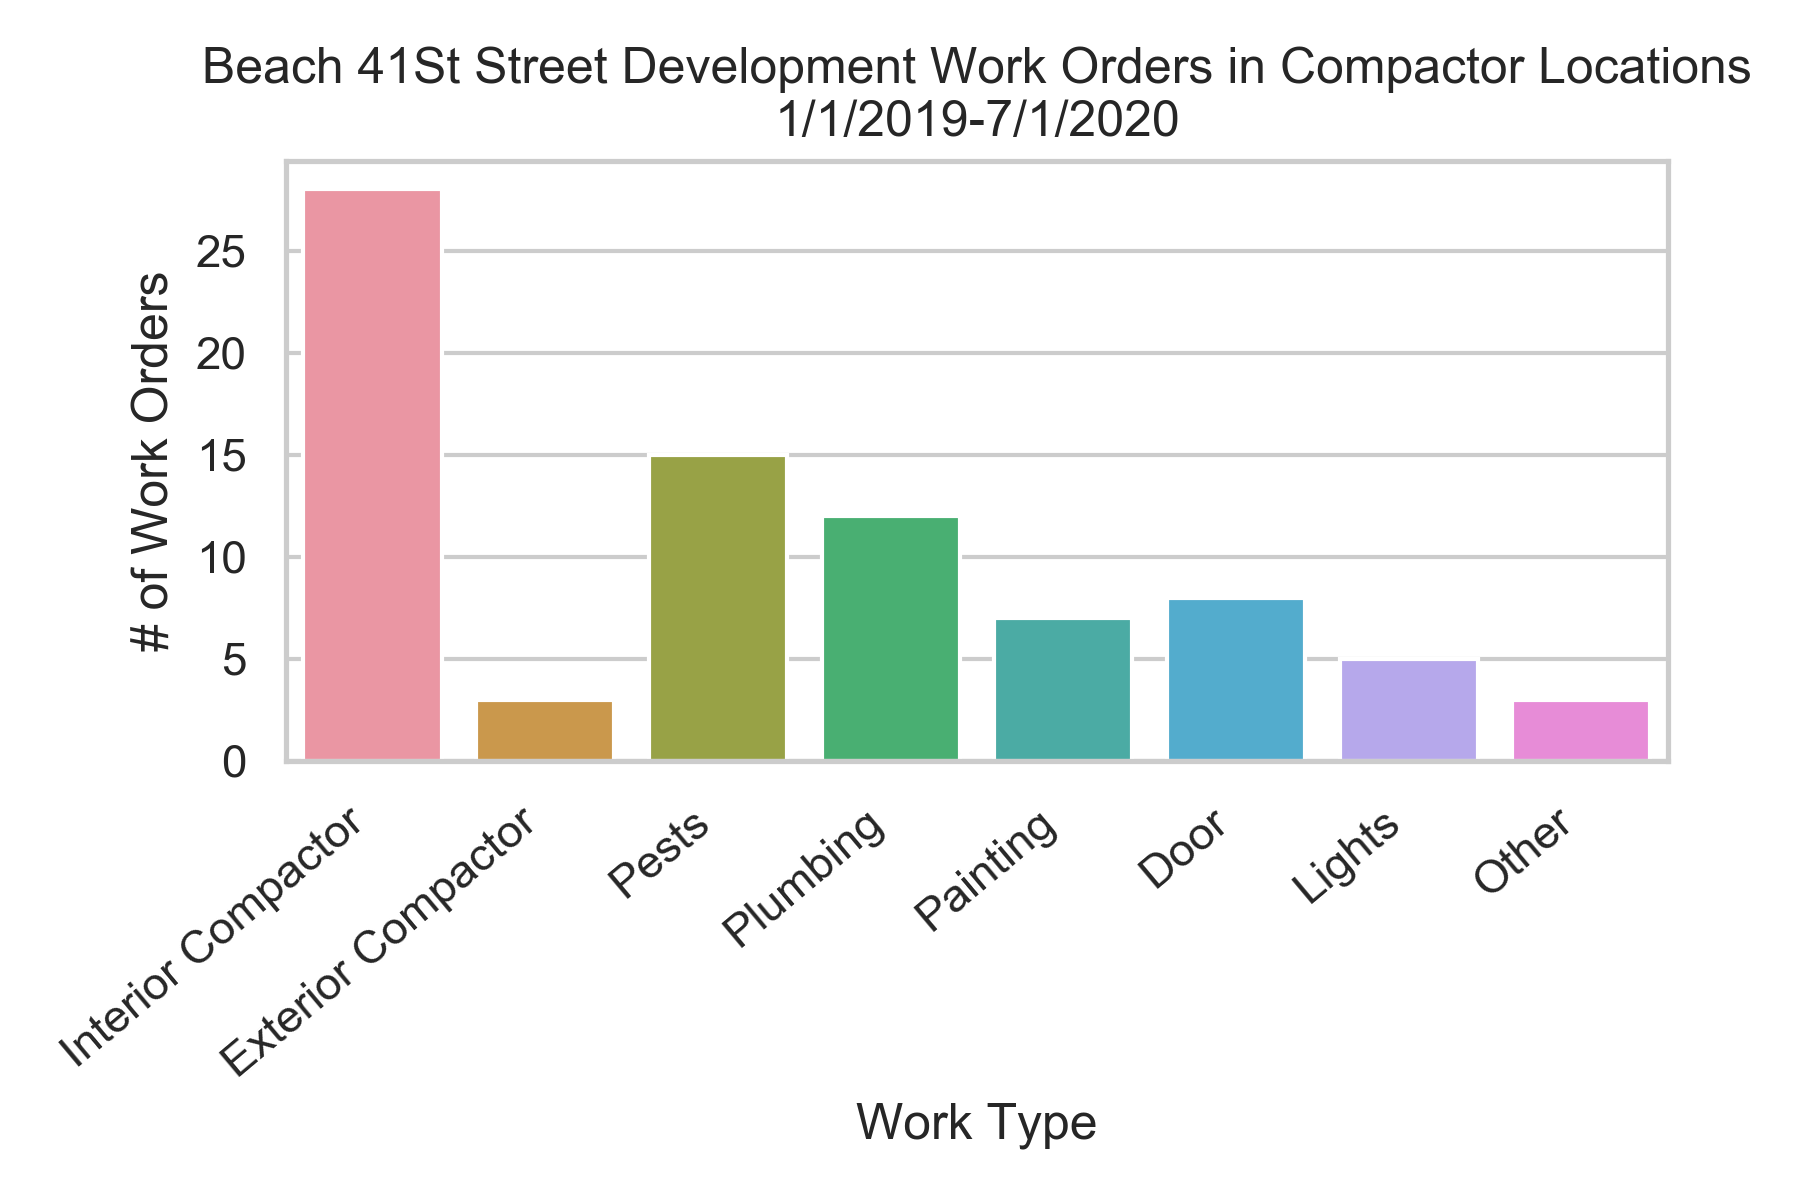 Beach 41St Street Development Work Orders in Compactor Locations
1/1/2019-7/1/2020
# of Work Orders
25
20
15
10
5
0
Interior Compactor
Exterior Compactor
Pests
Plumbing
Painting
Door
Lights
Other
Work Type